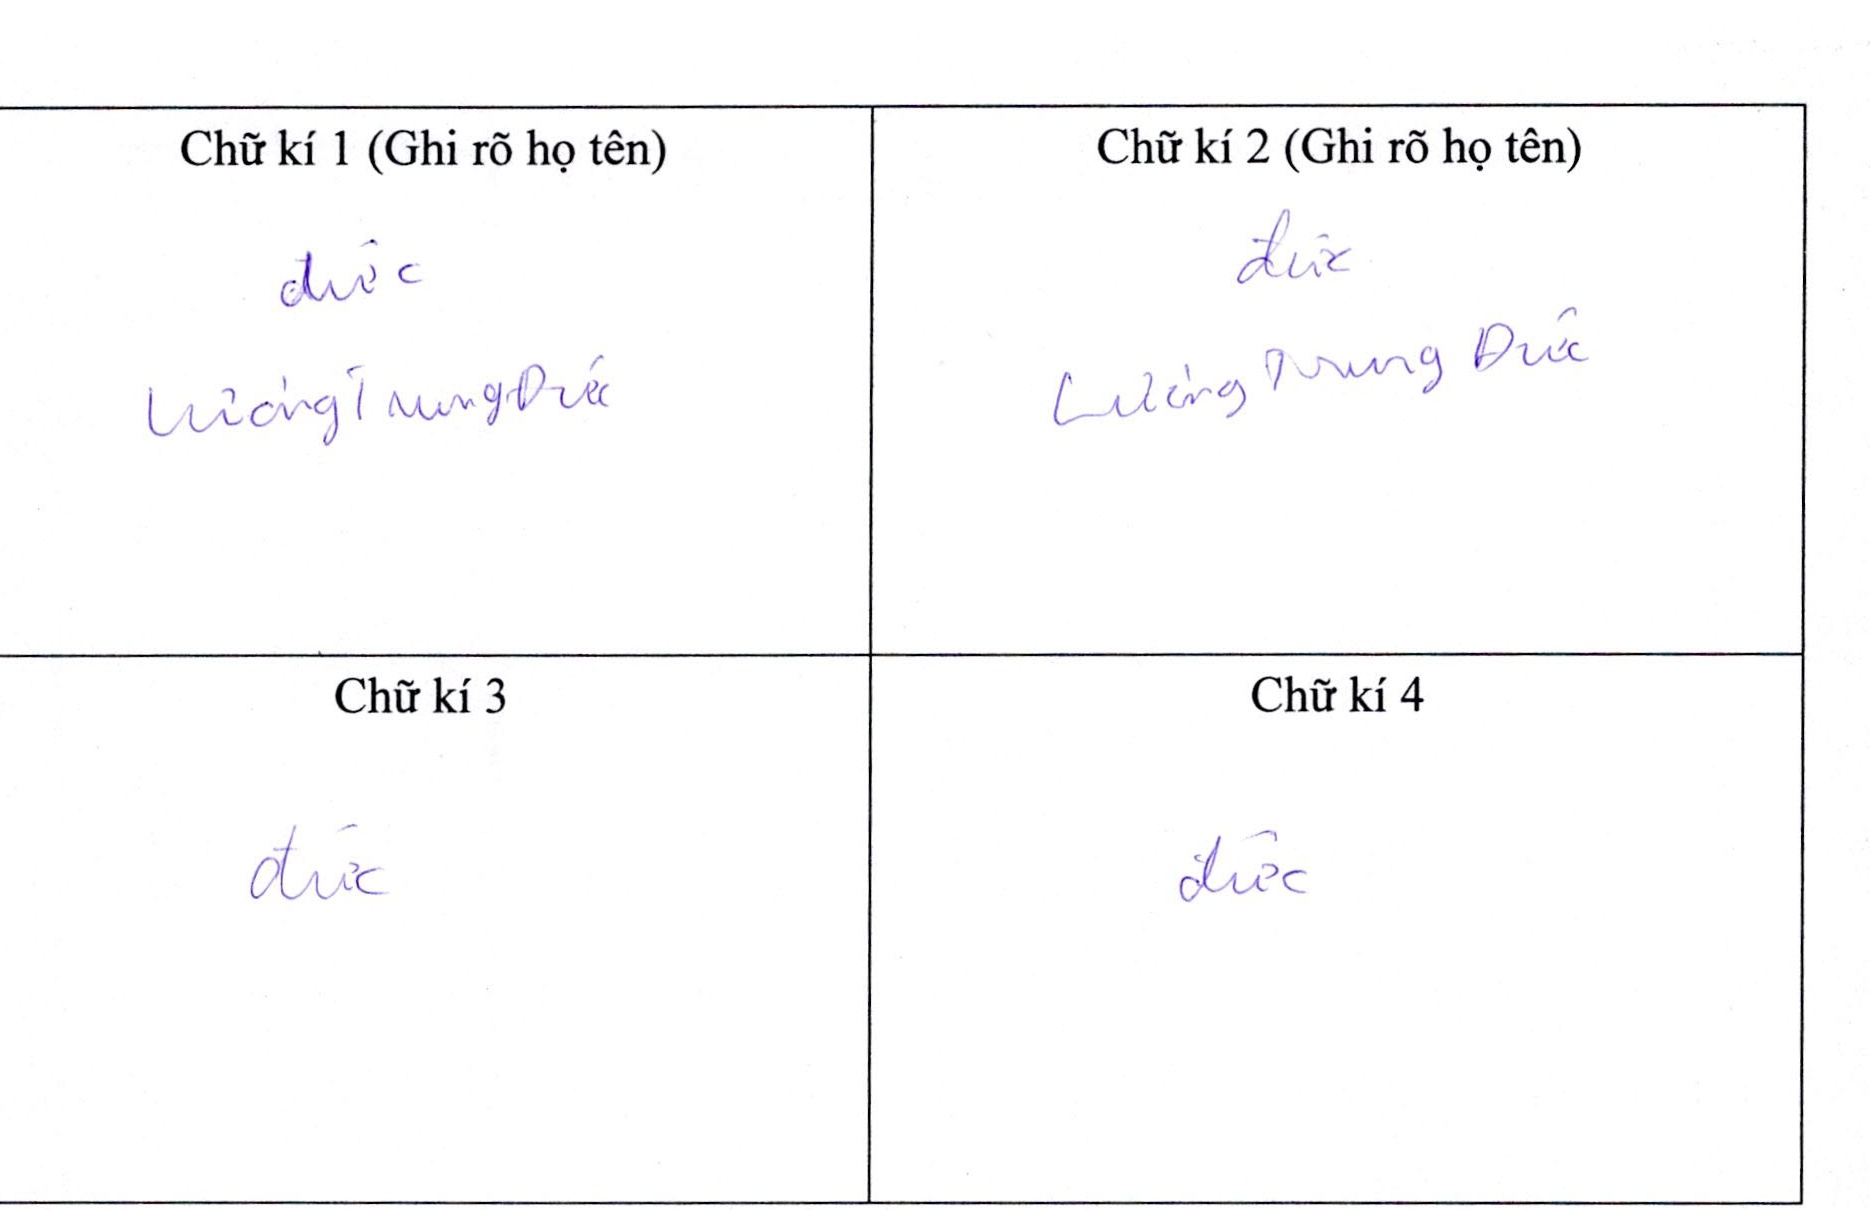 Chữ kí 1 (Ghi rõ họ tên)
đức
Lương Trung Đức
Chữ kí 2 (Ghi rõ họ tên)
đức
Lương Trung Đức
Chữ kí 3
đức
Chữ kí 4
đức